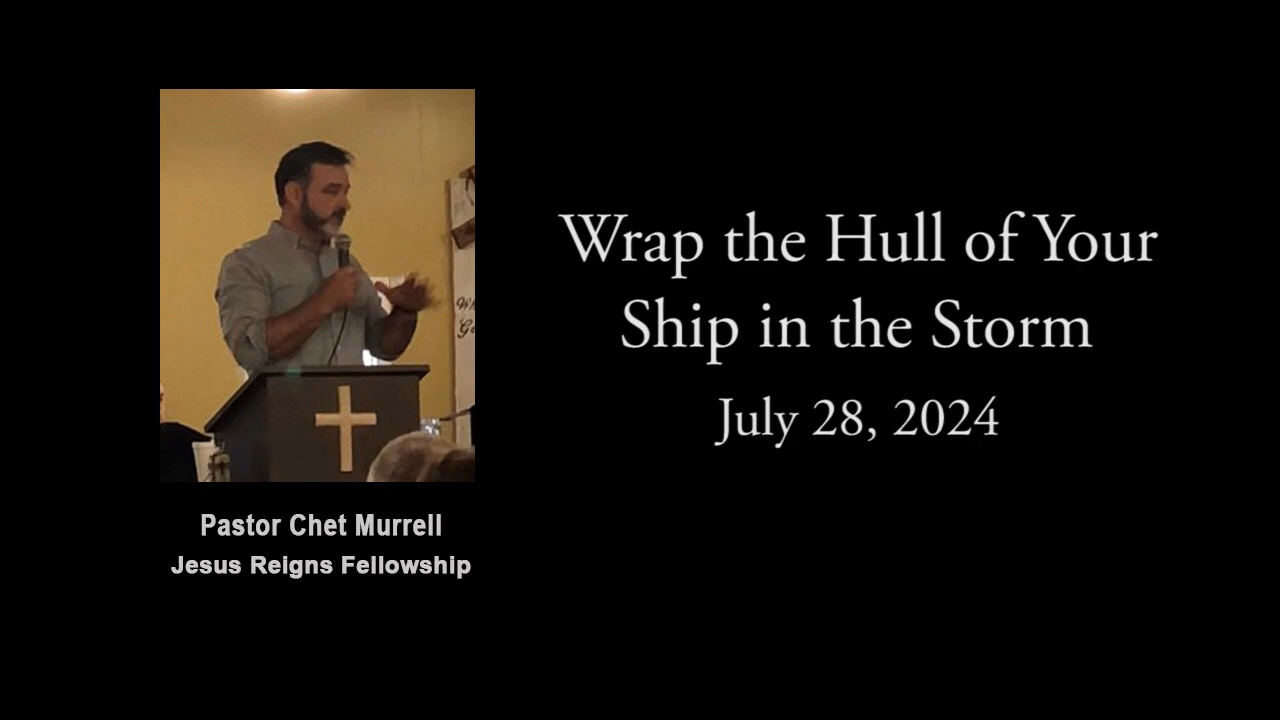 Wrap the Hull of Your
Ship in the Storm
July 28, 2024
Pastor Chet Murrell
Jesus Reigns Fellowship